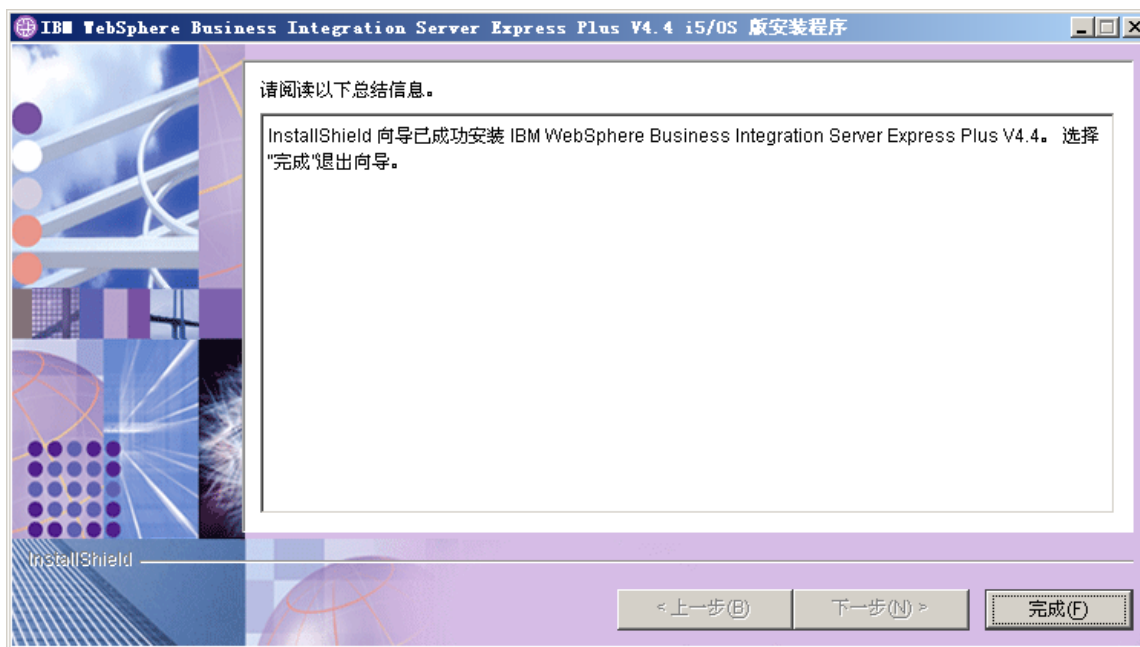 IBM WebSphere Business Integration Server Express Plus V4.4 i5/OS 版安装程序
请阅读以下总结信息。
InstallShield 向导已成功安装 IBM WebSphere Business Integration Server Express Plus V4.4。 选择
"完成"退出向导。
InstallShield
< 上一步(B)
下一步(N) >
完成(F)